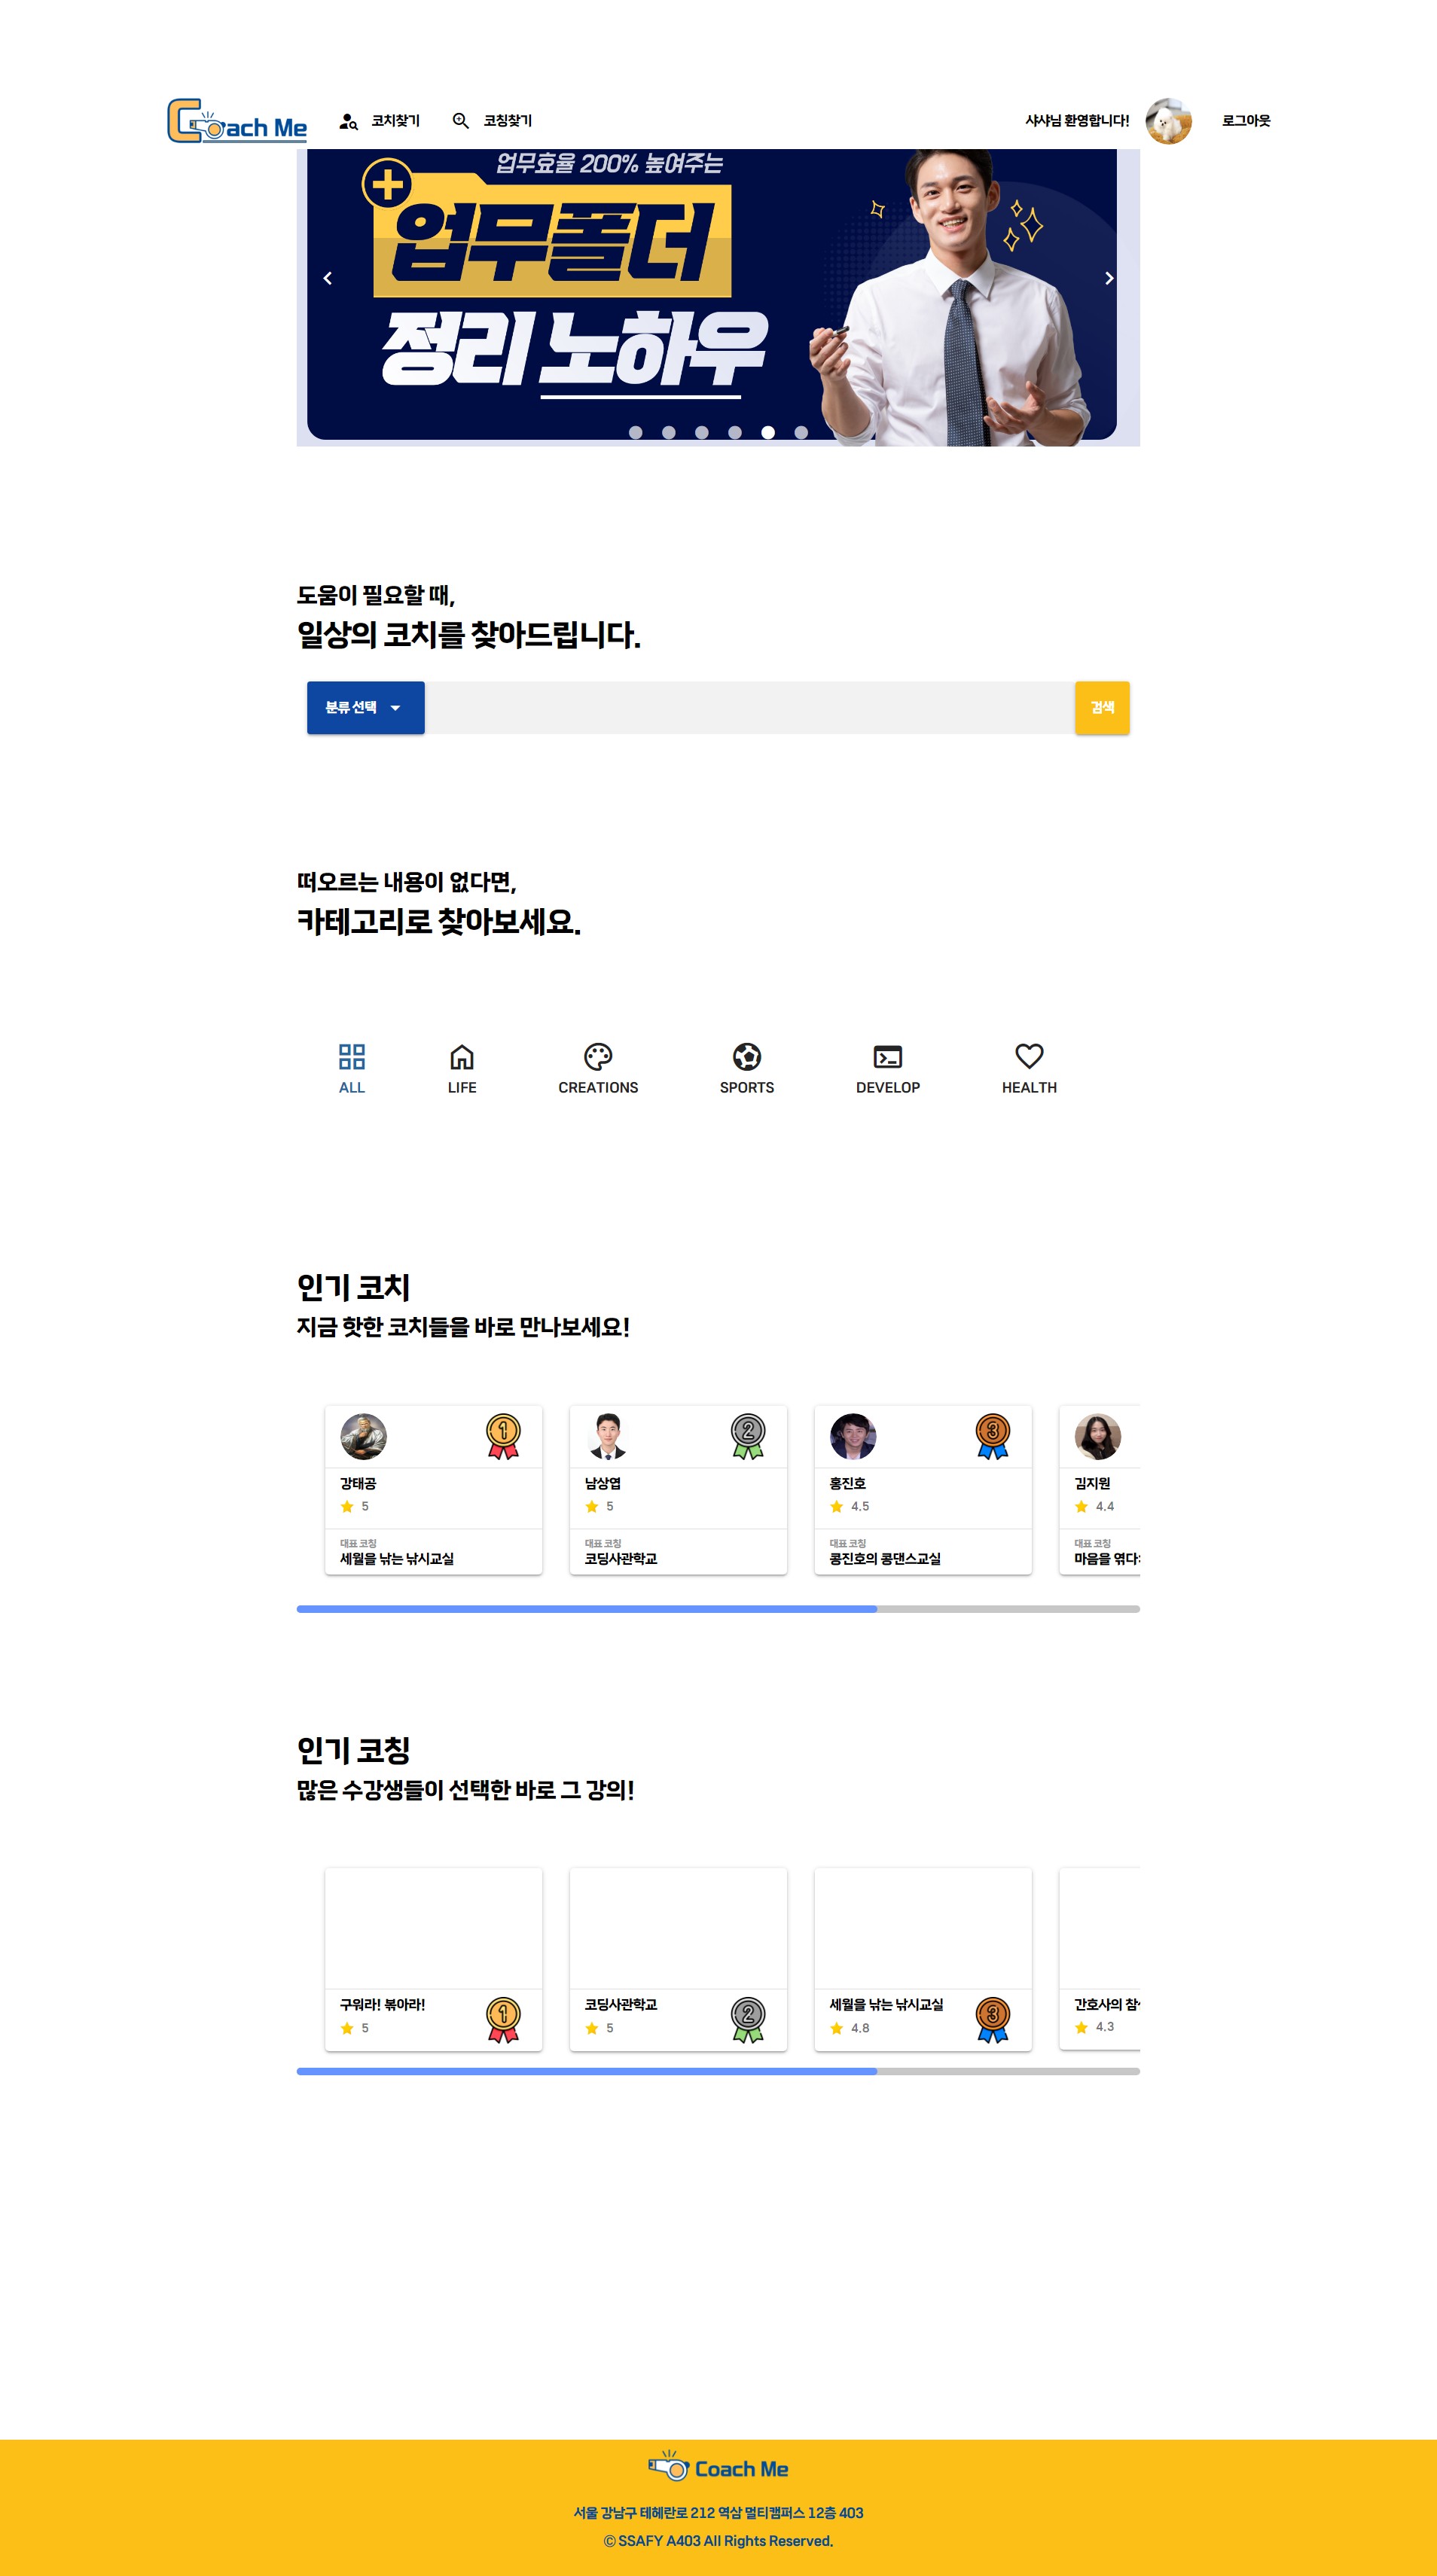 Coach Me
코치찾기
코칭찾기
샤샤님 환영합니다!
로그아웃
업무효율 200% 높여주는
업무폴더
정리 노하우
도움이 필요할 때,
일상의 코치를 찾아드립니다.
분류 선택
검색
떠오르는 내용이 없다면,
카테고리로 찾아보세요.
ALL
LIFE
CREATIONS
SPORTS
DEVELOP
HEALTH
인기 코치
지금 핫한 코치들을 바로 만나보세요!
1
강태공
5
대표 코칭
세월을 낚는 낚시교실
2
남상엽
5
대표 코칭
코딩사관학교
3
홍진호
4.5
대표 코칭
콩진호의 콩댄스교실
김지원
4.4
대표 코칭
마음을 엮다
인기 코칭
많은 수강생들이 선택한 바로 그 강의!
구워라! 볶아라!
5
1
코딩사관학교
5
2
세월을 낚는 낚시교실
4.8
3
간호사의
4.3
Coach Me
서울 강남구 테헤란로 212 역삼 멀티캠퍼스 12층 403
© SSAFY A403 All Rights Reserved.